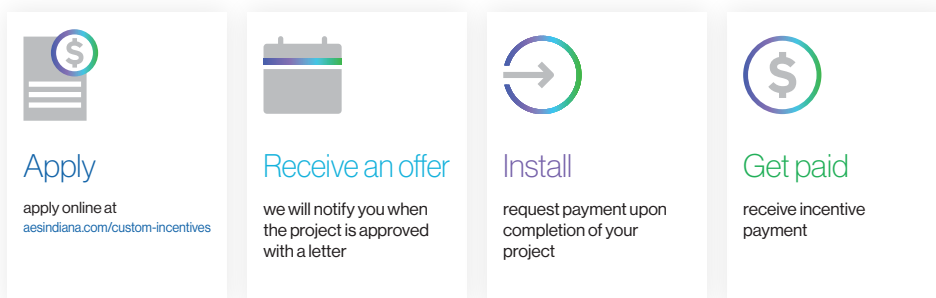 $
Apply
apply online at
aesindiana.com/custom-incentives
Receive an offer
we will notify you when
the project is approved
with a letter
Install
request payment upon
completion of your
project
$
Get paid
receive incentive
payment